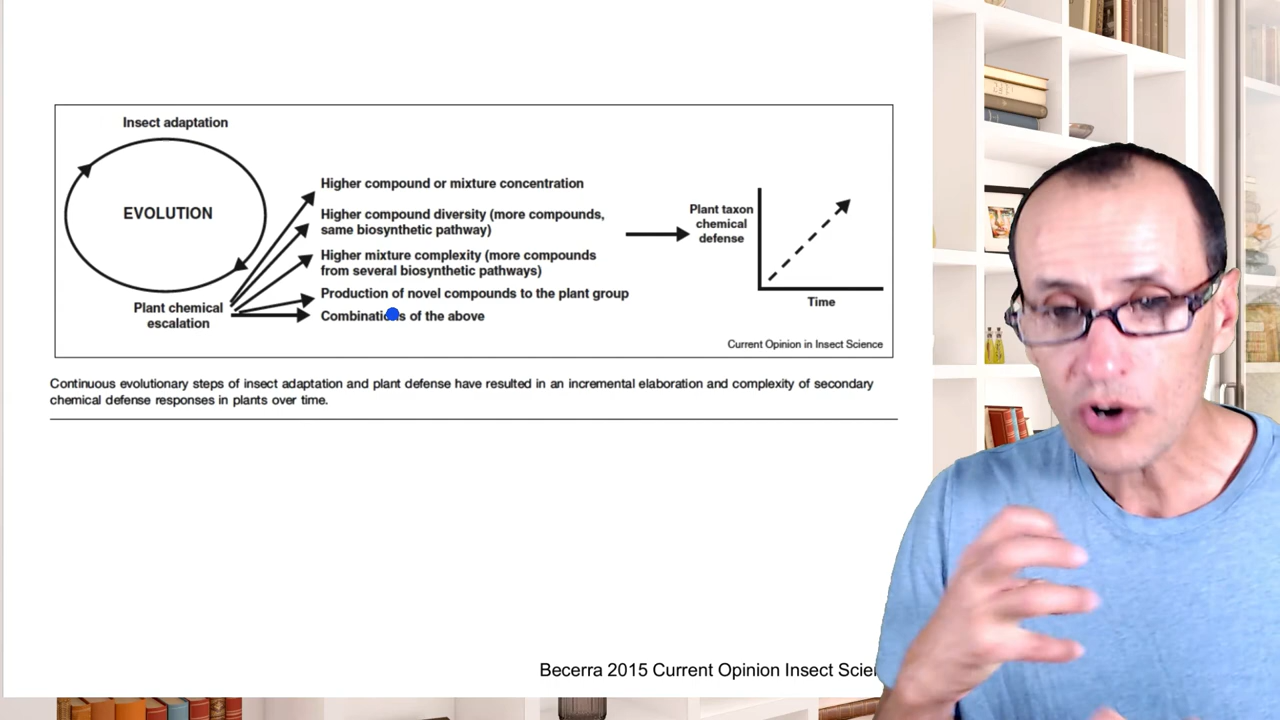 Insect adaptation
EVOLUTION
Plant chemical
escalation
Higher compound or mixture concentration
Higher compound diversity (more compounds,
same biosynthetic pathway)
Higher mixture complexity (more compounds
from several biosynthetic pathways)
Production of novel compounds to the plant group
Combinations of the above
Plant taxon
chemical
defense
Time
Current Opinion in Insect Science
Continuous evolutionary steps of insect adaptation and plant defense have resulted in an incremental elaboration and complexity of secondary
chemical defense responses in plants over time.
Becerra 2015 Current Opinion Insect